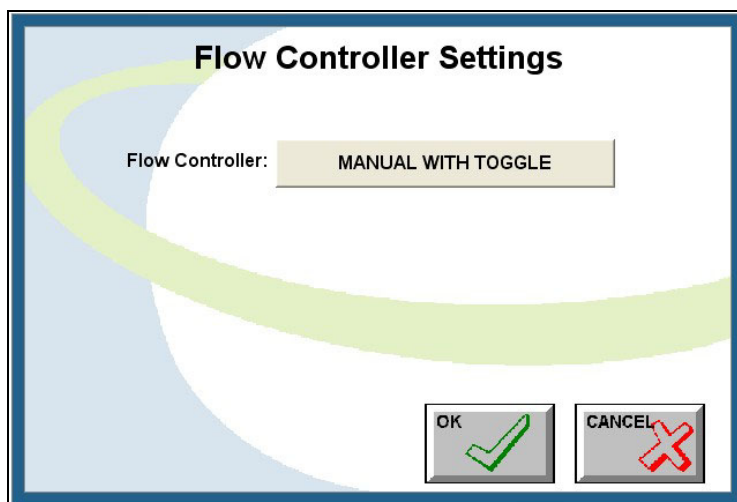 Flow Controller Settings
Flow Controller: MANUAL WITH TOGGLE
OK CANCEL